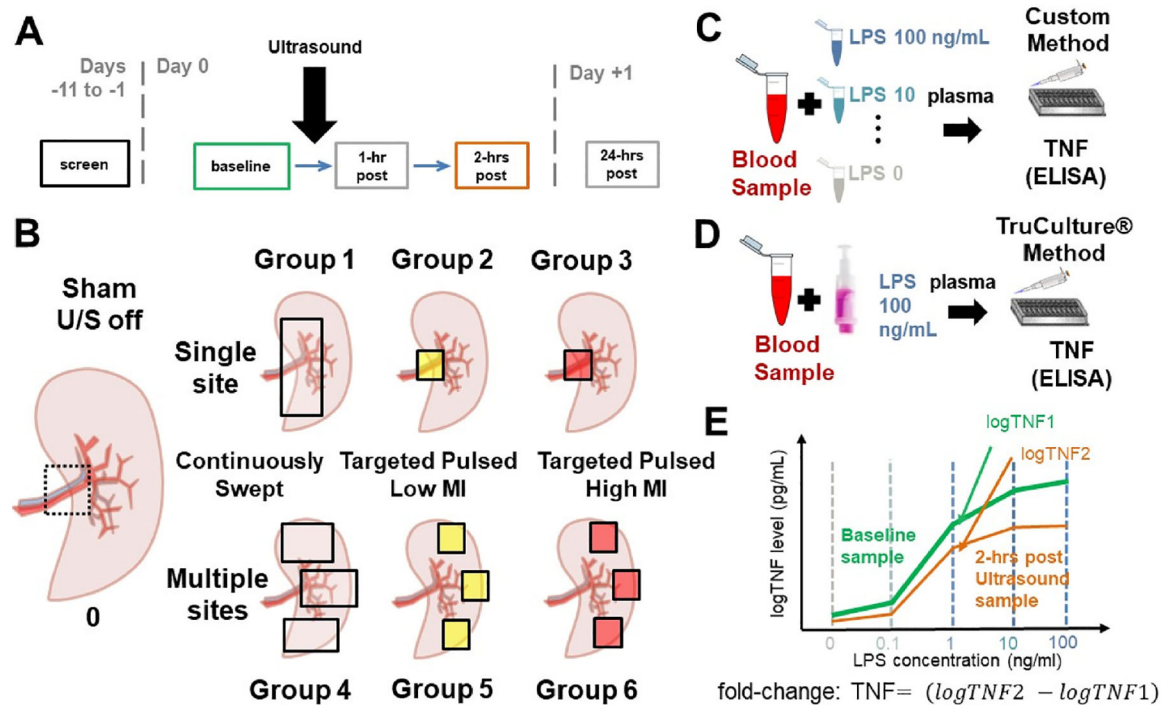 A
Ultrasound
Days
-11 to -1
Day 0
Day +1
screen
baseline
1-hr
post
2-hrs
post
24-hrs
post
B
Sham
U/S off
0
Group 1
Group 2
Group 3
Single
site
Continuously
Swept
Targeted Pulsed
Low MI
Targeted Pulsed
High MI
Multiple
sites
Group 4
Group 5
Group 6
C
LPS 100 ng/mL
LPS 10
LPS 0
Blood
Sample
plasma
Custom
Method
TNF
(ELISA)
D
Blood
Sample
LPS
100
ng/mL
plasma
TruCulture®
Method
TNF
(ELISA)
E
logTNF1
logTNF2
logTNF level (pg/mL)
Baseline
sample
2-hrs post
Ultrasound
sample
0 0.1 1 10 100
LPS concentration (ng/ml)
fold-change: TNF= (logTNF2 −logTNF1)